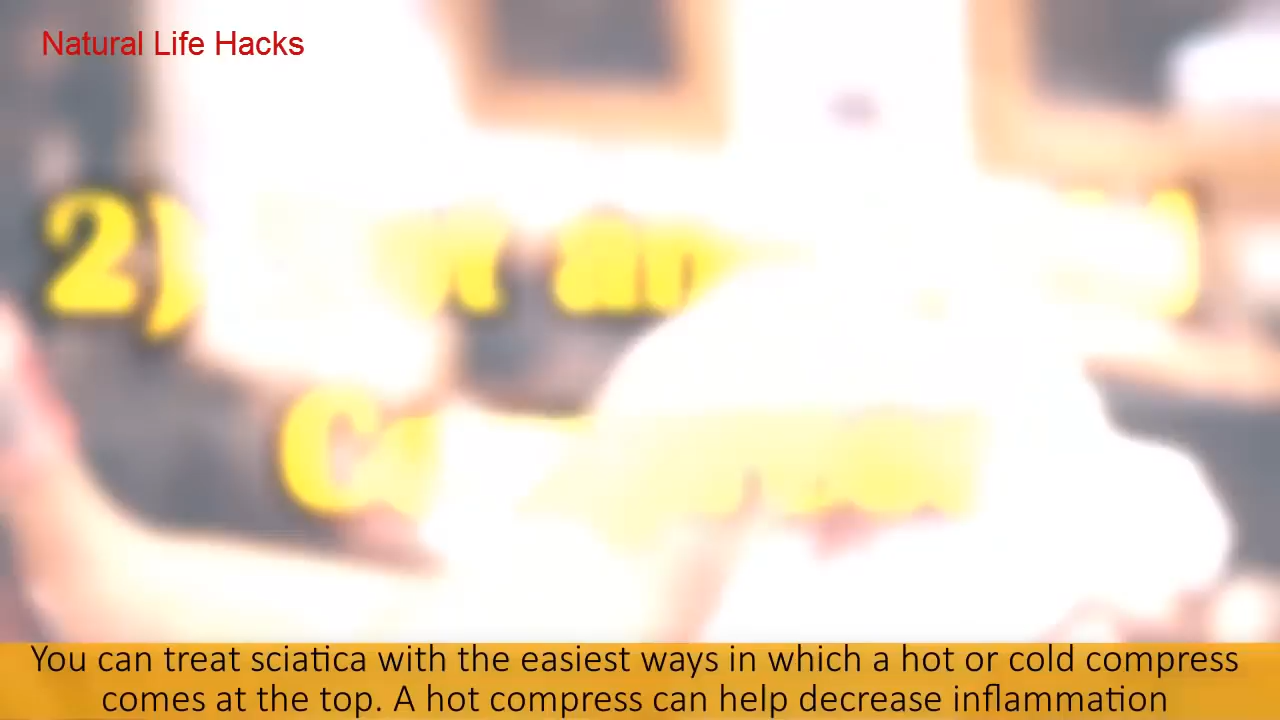 Natural Life Hacks
2)
You can treat sciatica with the easiest ways in which a hot or cold compress
comes at the top. A hot compress can help decrease inflammation